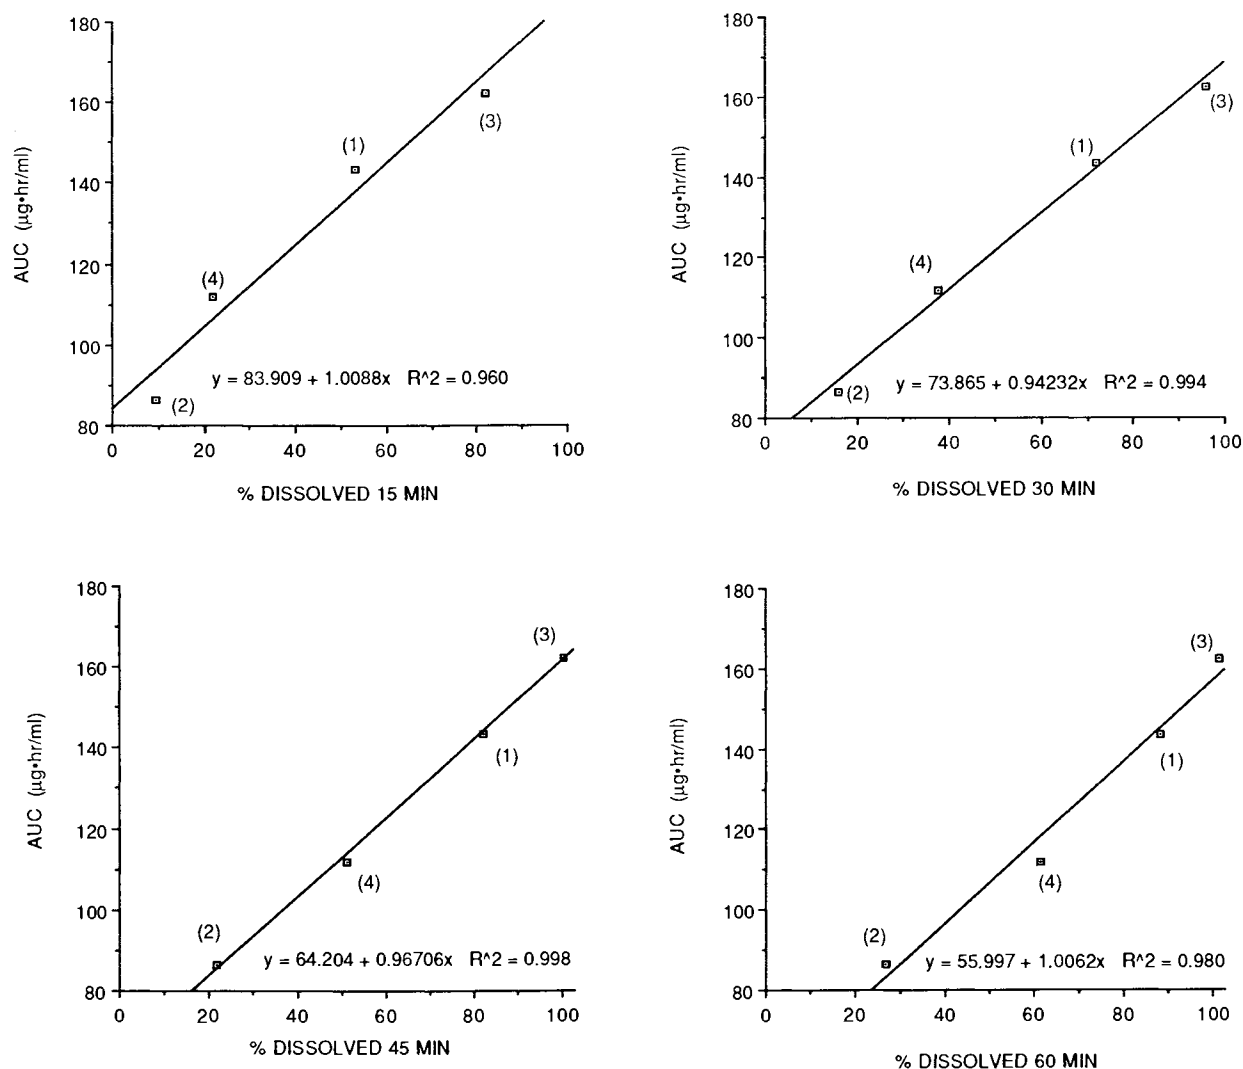 180
160
140
120
100
80
AUC (µg•hr/ml)
(1)
(3)
(4)
(2)
y = 83.909 + 1.0088x R^2 = 0.960
0 20 40 60 80 100
% DISSOLVED 15 MIN
180
160
140
120
100
80
AUC (µg•hr/ml)
(3)
(1)
(4)
(2)
y = 73.865 + 0.94232x R^2 = 0.994
0 20 40 60 80 100
% DISSOLVED 30 MIN
180
160
140
120
100
80
AUC (µg•hr/ml)
(3)
(1)
(4)
(2)
y = 64.204 + 0.96706x R^2 = 0.998
0 20 40 60 80 100
% DISSOLVED 45 MIN
180
160
140
120
100
80
AUC (µg•hr/ml)
(3)
(1)
(4)
(2)
y = 55.997 + 1.0062x R^2 = 0.980
0 20 40 60 80 100
% DISSOLVED 60 MIN